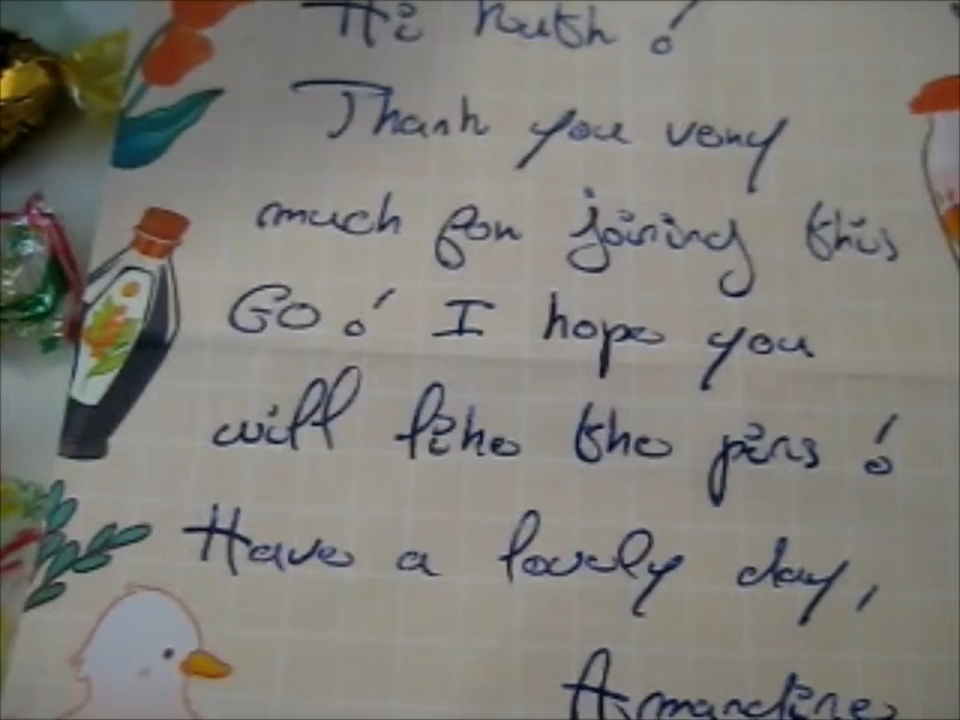 Hi Ruth!
Thank you very
much for joining this
GO! I hope you
will like the pins!
Have a lovely day,
Armandine